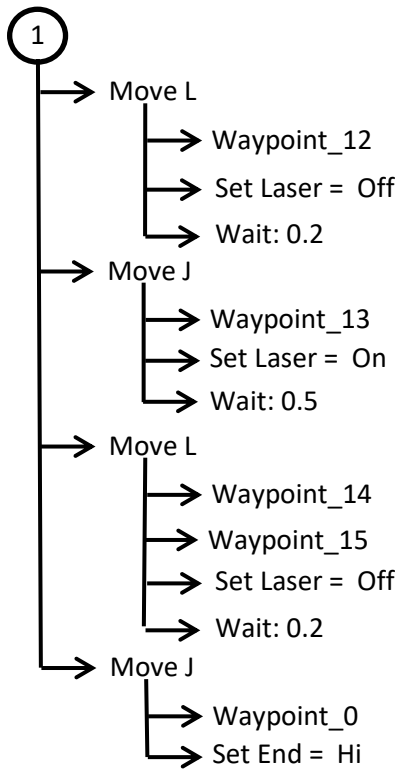 1
Move L
Waypoint_12
Set Laser = Off
Wait: 0.2
Move J
Waypoint_13
Set Laser = On
Wait: 0.5
Move L
Waypoint_14
Waypoint_15
Set Laser = Off
Wait: 0.2
Move J
Waypoint_0
Set End = Hi